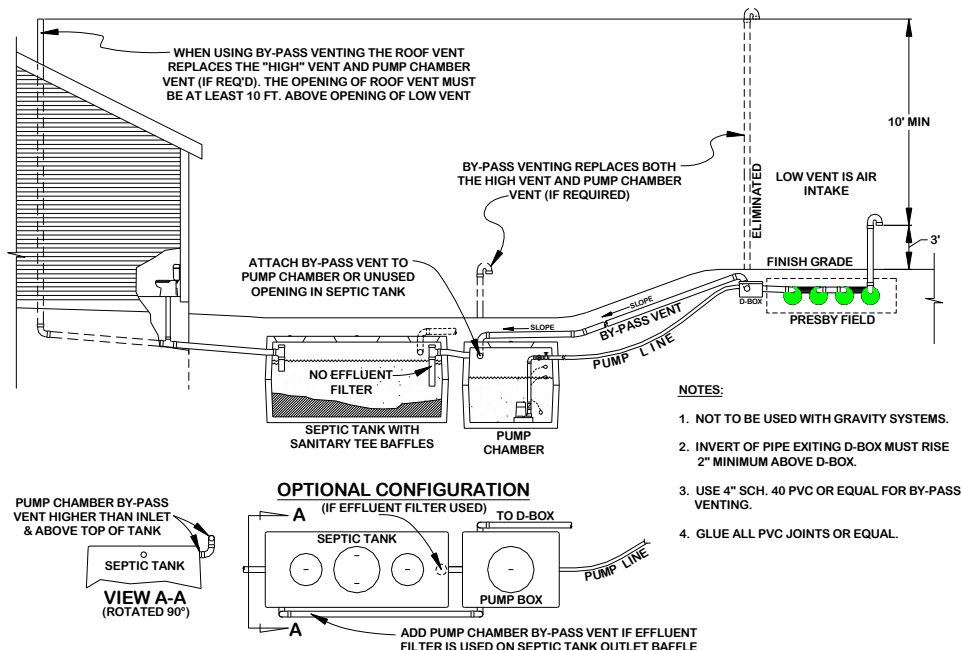 WHEN USING BY-PASS VENTING THE ROOF VENT
REPLACES THE "HIGH" VENT AND PUMP CHAMBER
VENT (IF REQ'D). THE OPENING OF ROOF VENT MUST
BE AT LEAST 10 FT. ABOVE OPENING OF LOW VENT
10' MIN
BY-PASS VENTING REPLACES BOTH
THE HIGH VENT AND PUMP CHAMBER
VENT (IF REQUIRED)
ELIMINATED
LOW VENT IS AIR
INTAKE
3'
ATTACH BY-PASS VENT TO
PUMP CHAMBER OR UNUSED
OPENING IN SEPTIC TANK
FINISH GRADE
D-BOX
PRESBY FIELD
SLOPE
SLOPE
BY-PASS VENT
PUMP LINE
NO EFFLUENT
FILTER
SEPTIC TANK WITH
SANITARY TEE BAFFLES
PUMP
CHAMBER
NOTES:
1. NOT TO BE USED WITH GRAVITY SYSTEMS.
2. INVERT OF PIPE EXITING D-BOX MUST RISE
2" MINIMUM ABOVE D-BOX.
3. USE 4" SCH. 40 PVC OR EQUAL FOR BY-PASS
VENTING.
4. GLUE ALL PVC JOINTS OR EQUAL.
OPTIONAL CONFIGURATION
(IF EFFLUENT FILTER USED)
PUMP CHAMBER BY-PASS
VENT HIGHER THAN INLET
& ABOVE TOP OF TANK
SEPTIC TANK
VIEW A-A
(ROTATED 90°)
A
SEPTIC TANK
TO D-BOX
PUMP LINE
PUMP BOX
A
ADD PUMP CHAMBER BY-PASS VENT IF EFFLUENT
FILTER IS USED ON SEPTIC TANK OUTLET BAFFLE